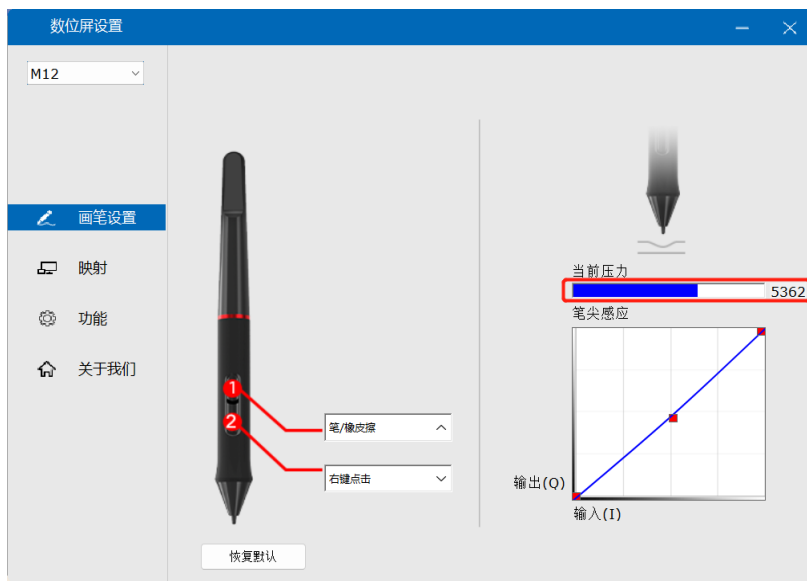 数位屏设置
M12
画笔设置
映射
功能
关于我们
1
2
笔/橡皮擦
右键点击
恢复默认
当前压力
5362
笔尖感应
输出(Q)
输入(I)